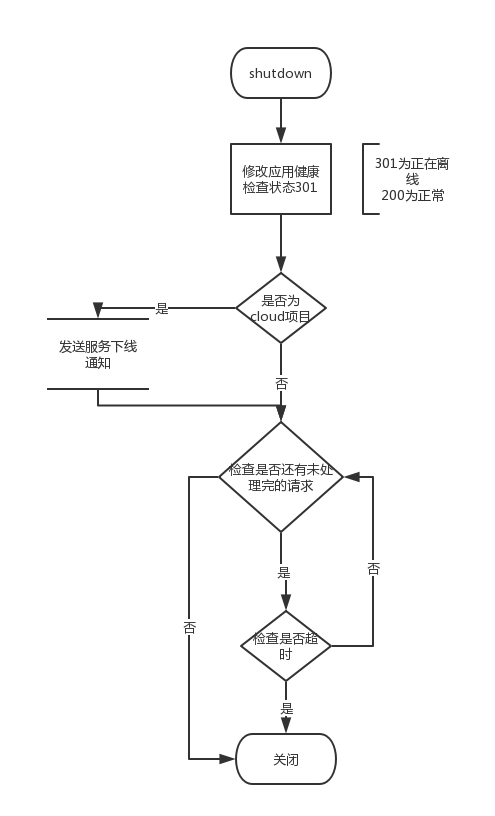 shutdown
修改应用健康
检查状态301
301为正在离
线
200为正常
是否为
cloud项目
是
发送服务下线
通知
否
检查是否还有未处
理完的请求
是
否
否
检查是否超
时
是
关闭